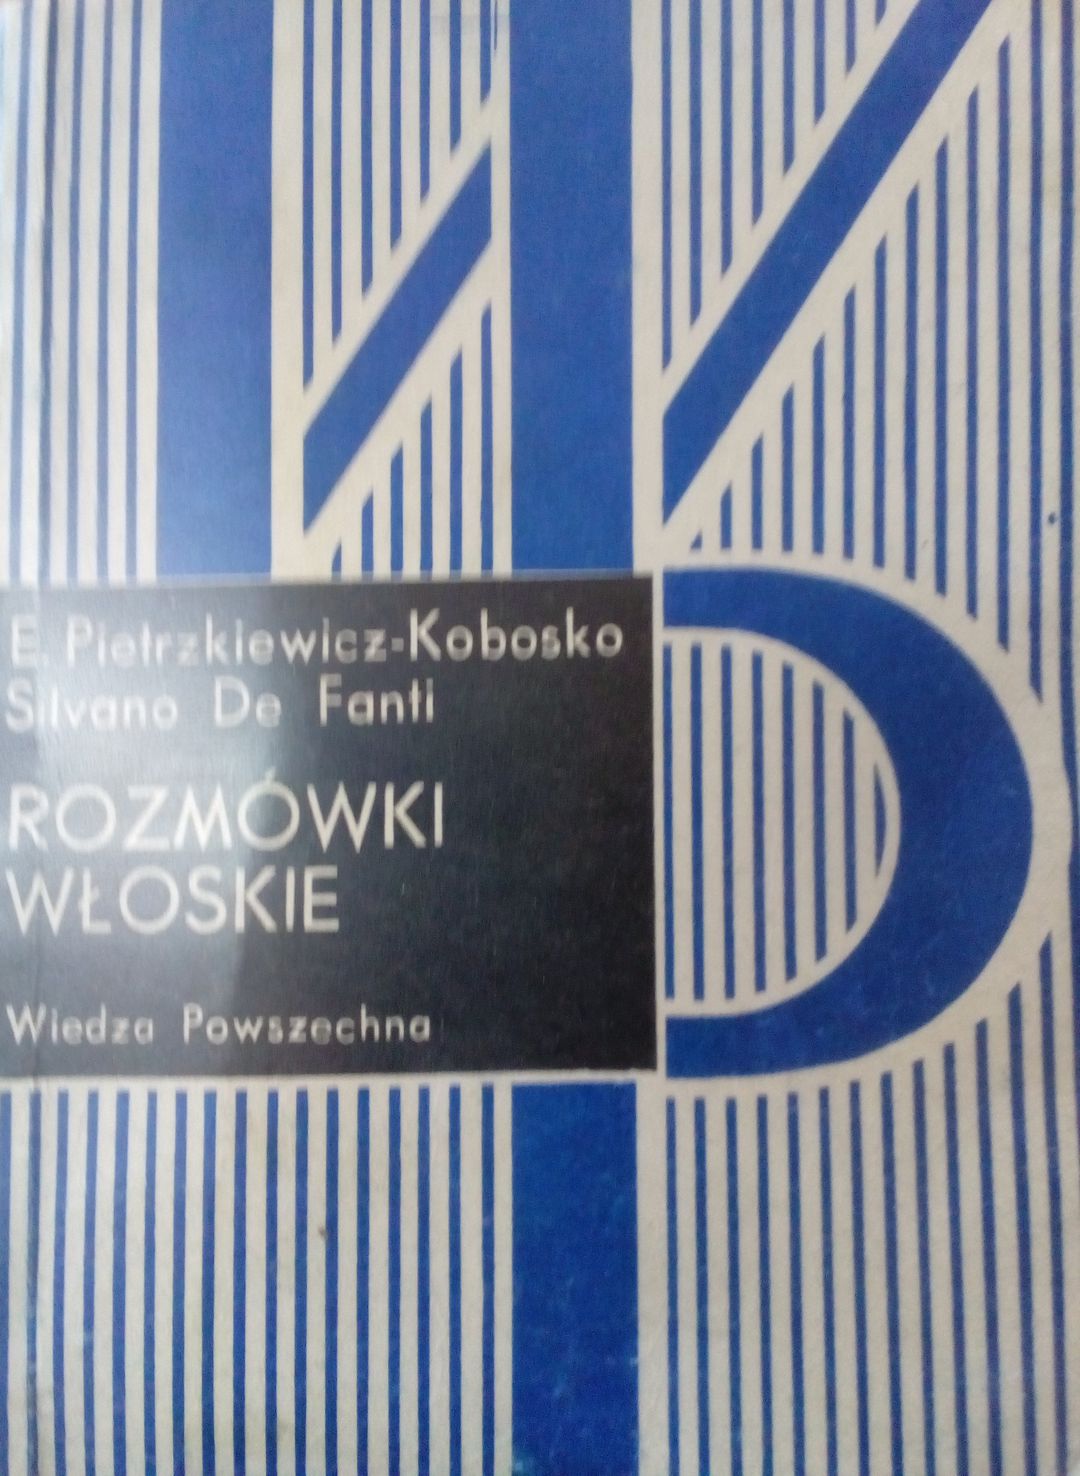 E. Pietrzkiewicz-Kobosko
Silvano De Fanti
ROZMÓWKI
WŁOSKIE
Wiedza Powszechna